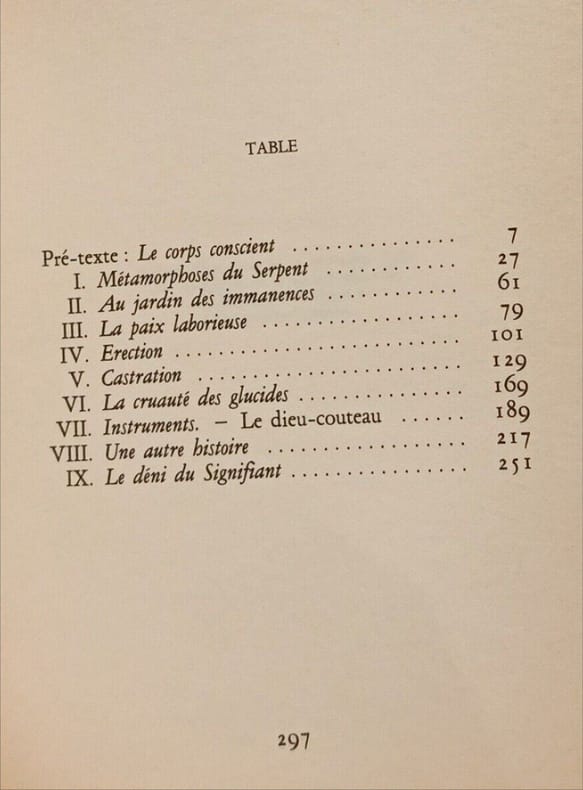 TABLE
Pré-texte : Le corps conscient . . . . . . . . . . . . . . . 7
I. Métamorphoses du Serpent . . . . . . . . . . . . 27
II. Au jardin des immanences . . . . . . . . . . . . 61
III. La paix laborieuse . . . . . . . . . . . . . . . . . . 79
IV. Erection . . . . . . . . . . . . . . . . . . . . . . . . . . 101
V. Castration . . . . . . . . . . . . . . . . . . . . . . . . 129
VI. La cruauté des glucides . . . . . . . . . . . . . . . 169
VII. Instruments. – Le dieu-couteau . . . . . . 189
VIII. Une autre histoire . . . . . . . . . . . . . . . . . . 217
IX. Le déni du Signifiant . . . . . . . . . . . . . . . . 251
297